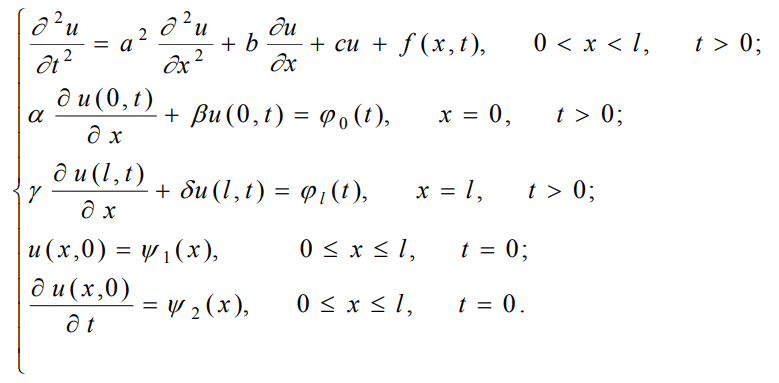 ∂²u/∂t² = a² ∂²u/∂x² + b ∂u/∂x + cu + f(x,t), 0 < x < l, t > 0;
α ∂u(0,t)/∂x + βu(0,t) = φ₀(t), x = 0, t > 0;
γ ∂u(l,t)/∂x + δu(l,t) = φₗ(t), x = l, t > 0;
u(x,0) = ψ₁(x), 0 ≤ x ≤ l, t = 0;
∂u(x,0)/∂t = ψ₂(x), 0 ≤ x ≤ l, t = 0.